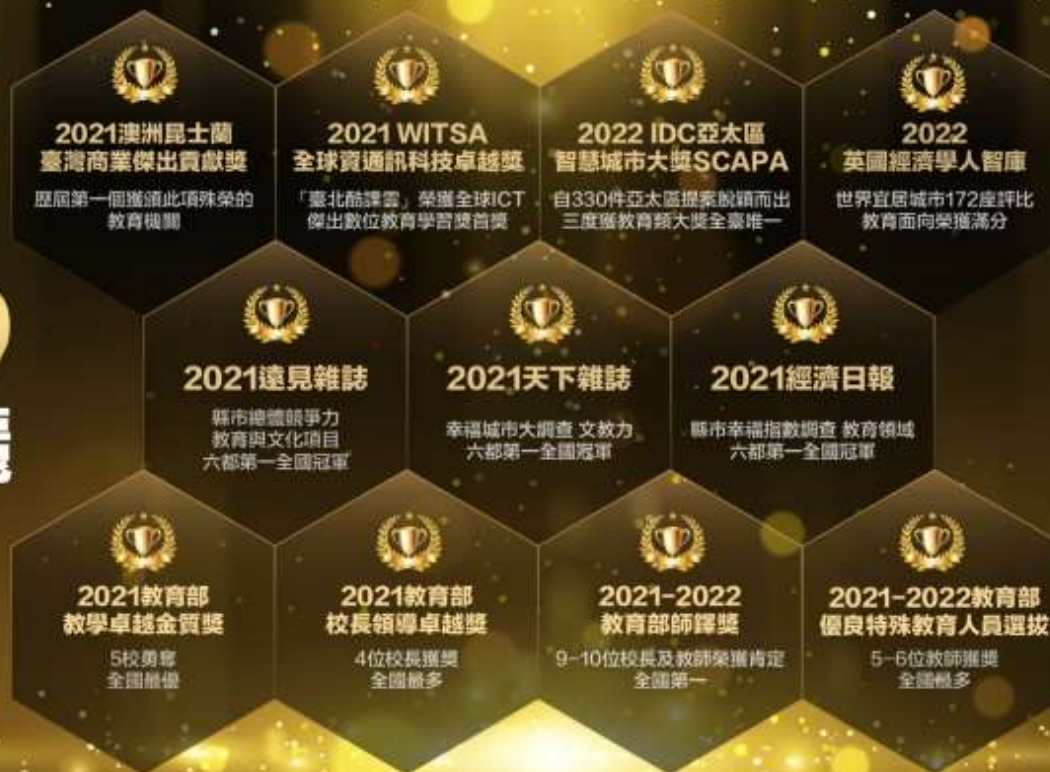 2021澳洲昆士蘭
臺灣商業傑出貢獻獎
歷屆第一個獲頒此項殊榮的
教育機關
2021 WITSA
全球資通訊科技卓越獎
「臺北酷課雲」榮獲全球ICT
傑出數位教育學習獎首獎
2022 IDC亞太區
智慧城市大獎SCAPA
自330件亞太區提案脫穎而出
三度獲教育類大獎全臺唯一
2022
英國經濟學人智庫
世界宜居城市172座評比
教育面向榮獲滿分
2021遠見雜誌
縣市總體競爭力
教育與文化項目
六都第一全國冠軍
2021天下雜誌
幸福城市大調查 文教力
六都第一全國冠軍
2021經濟日報
縣市幸福指數調查 教育領域
六都第一全國冠軍
2021教育部
教學卓越金質獎
5校勇奪
全國最優
2021教育部
校長領導卓越獎
4位校長獲獎
全國最多
2021-2022
教育部師鐸獎
9-10位校長及教師榮獲肯定
全國第一
2021-2022教育部
優良特殊教育人員選拔
5-6位教師獲獎
全國最多